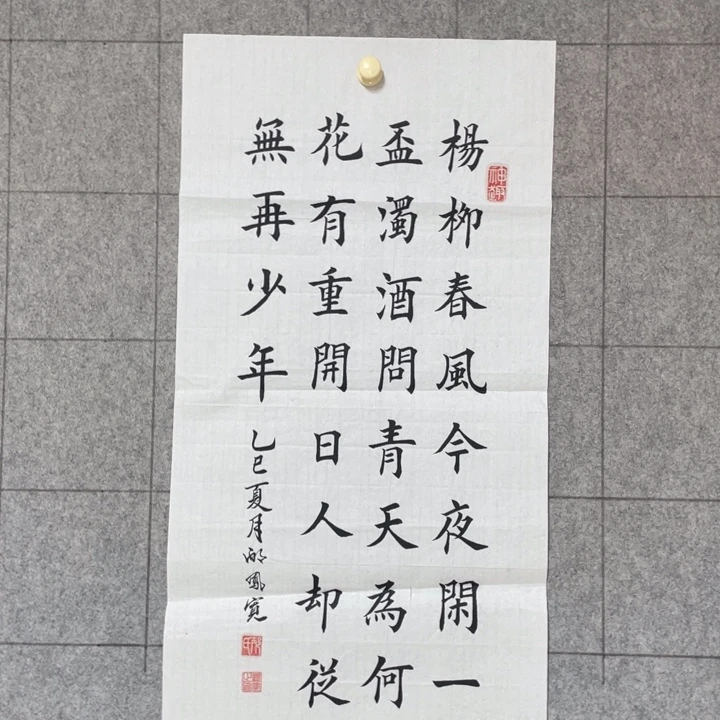 楊柳春風今夜閑一
盃濁酒問青天為何
花有重開日人却從
無再少年
乙巳夏月